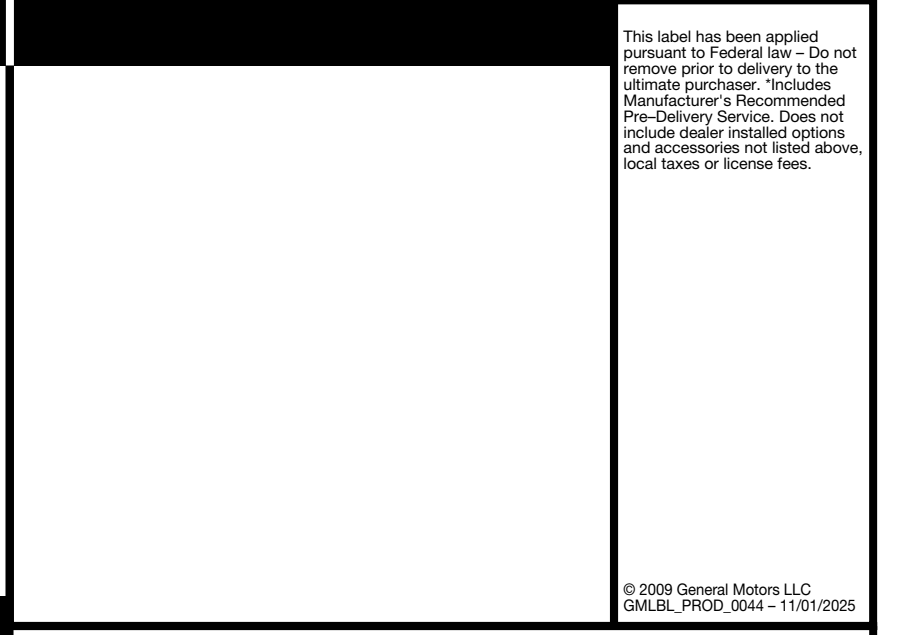 This label has been applied
pursuant to Federal law – Do not
remove prior to delivery to the
ultimate purchaser. *Includes
Manufacturer's Recommended
Pre–Delivery Service. Does not
include dealer installed options
and accessories not listed above,
local taxes or license fees.
© 2009 General Motors LLC
GMLBL_PROD_0044 – 11/01/2025